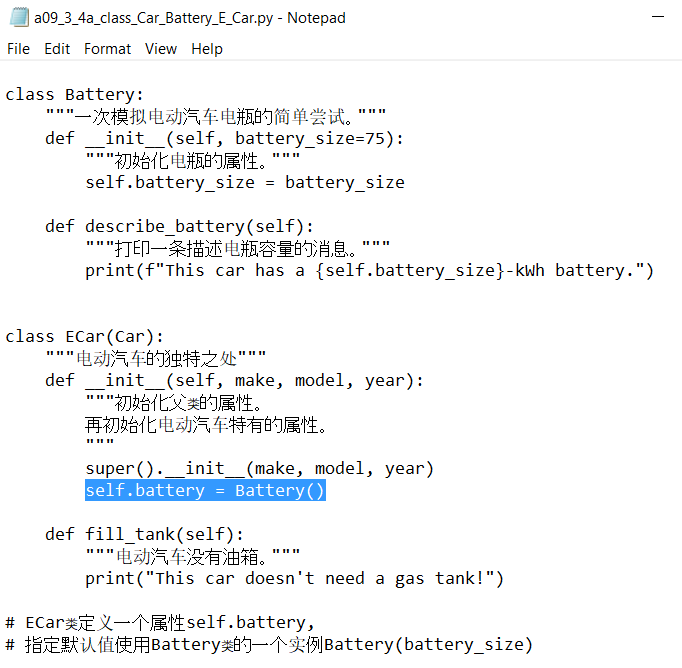 a09_3_4a_class_Car_Battery_E_Car.py - Notepad
File Edit Format View Help
class Battery:
    """一次模拟电动汽车电瓶的简单尝试。"""
    def __init__(self, battery_size=75):
        """初始化电瓶的属性。"""
        self.battery_size = battery_size

    def describe_battery(self):
        """打印一条描述电瓶容量的消息。"""
        print(f"This car has a {self.battery_size}-kWh battery.")


class ECar(Car):
    """电动汽车的独特之处"""
    def __init__(self, make, model, year):
        """初始化父类的属性。
        再初始化电动汽车特有的属性。
        """
        super().__init__(make, model, year)
        self.battery = Battery()

    def fill_tank(self):
        """电动汽车没有油箱。"""
        print("This car doesn't need a gas tank!")

# ECar类定义一个属性self.battery,
# 指定默认值使用Battery类的一个实例Battery(battery_size)